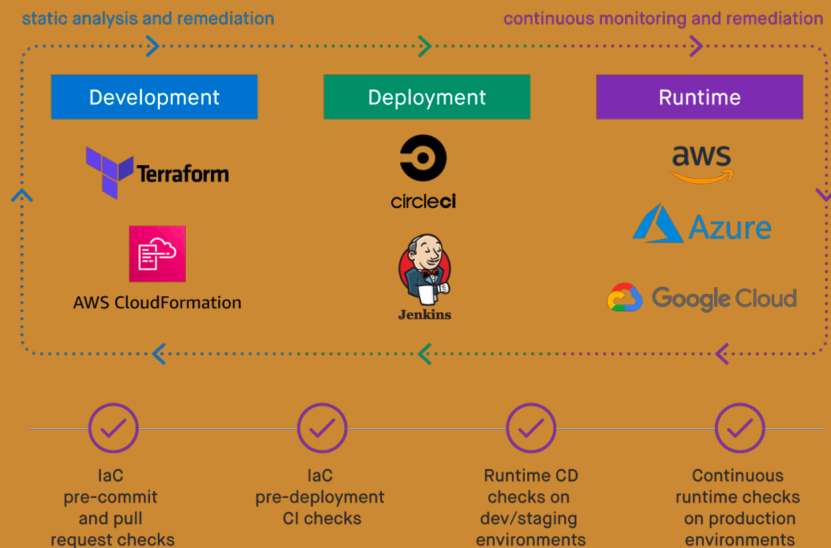 static analysis and remediation
continuous monitoring and remediation
Development
Deployment
Runtime
Terraform
circleci
aws
Azure
AWS CloudFormation
Jenkins
Google Cloud
IaC
pre-commit
and pull
request checks
IaC
pre-deployment
CI checks
Runtime CD
checks on
dev/staging
environments
Continuous
runtime checks
on production
environments